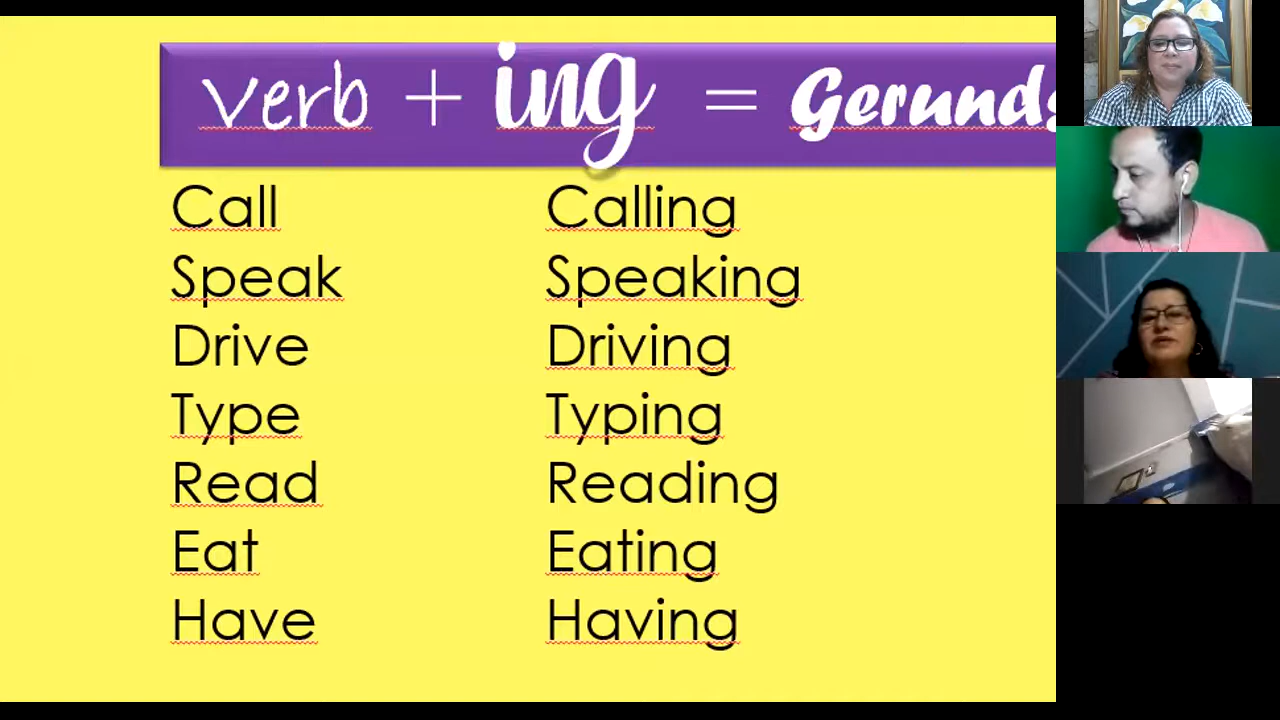 verb + ing = Gerunds
Call Calling
Speak Speaking
Drive Driving
Type Typing
Read Reading
Eat Eating
Have Having